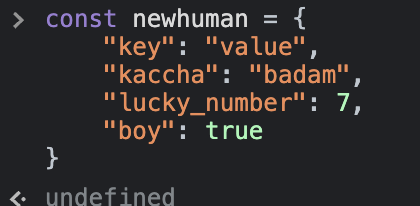 > const newhuman = {
"key": "value",
"kaccha": "badam",
"lucky_number": 7,
"boy": true
}
undefined